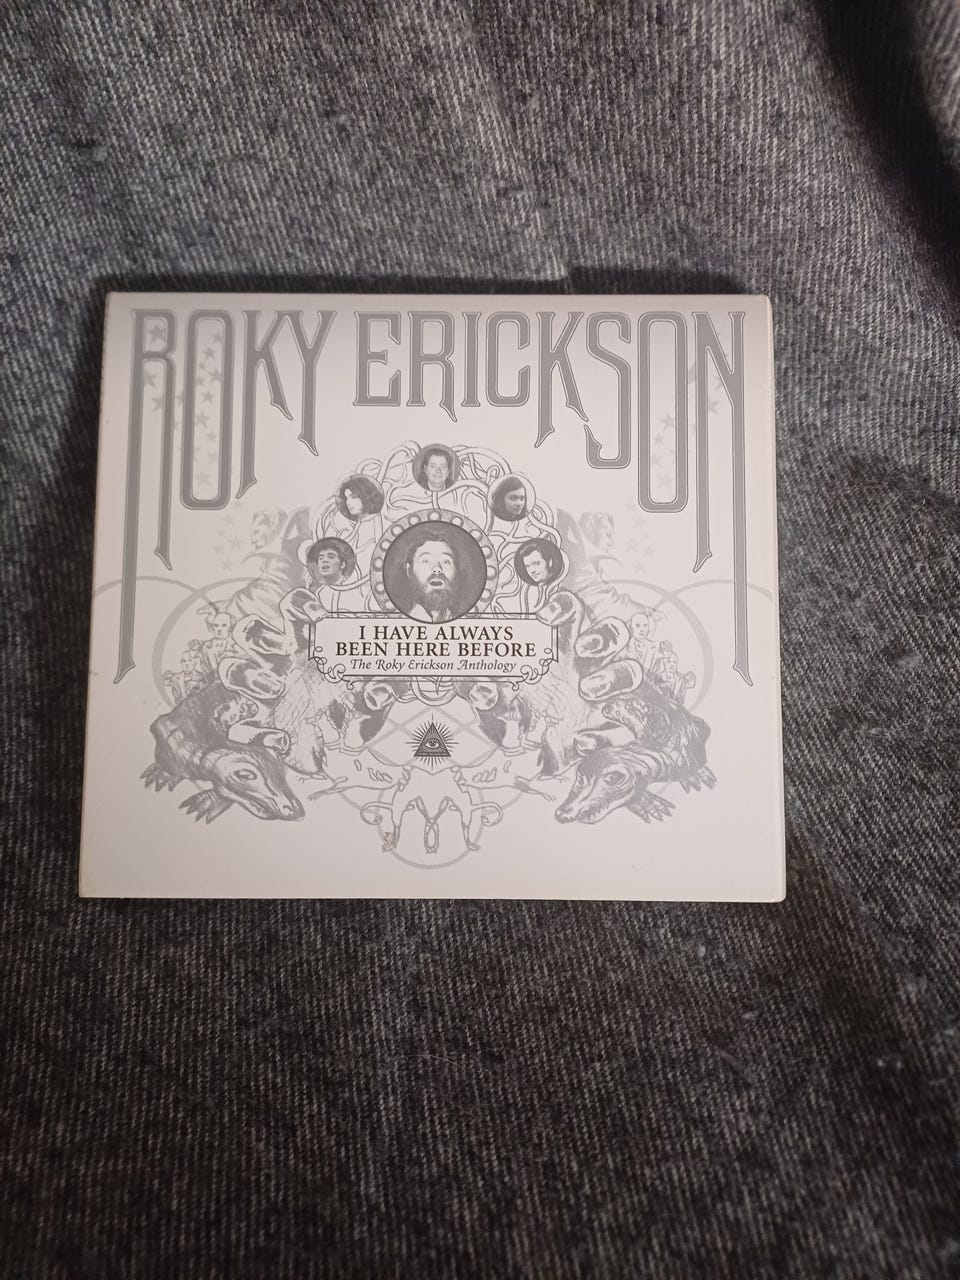 ROKY ERICKSON
I HAVE ALWAYS
BEEN HERE BEFORE
The Roky Erickson Anthology